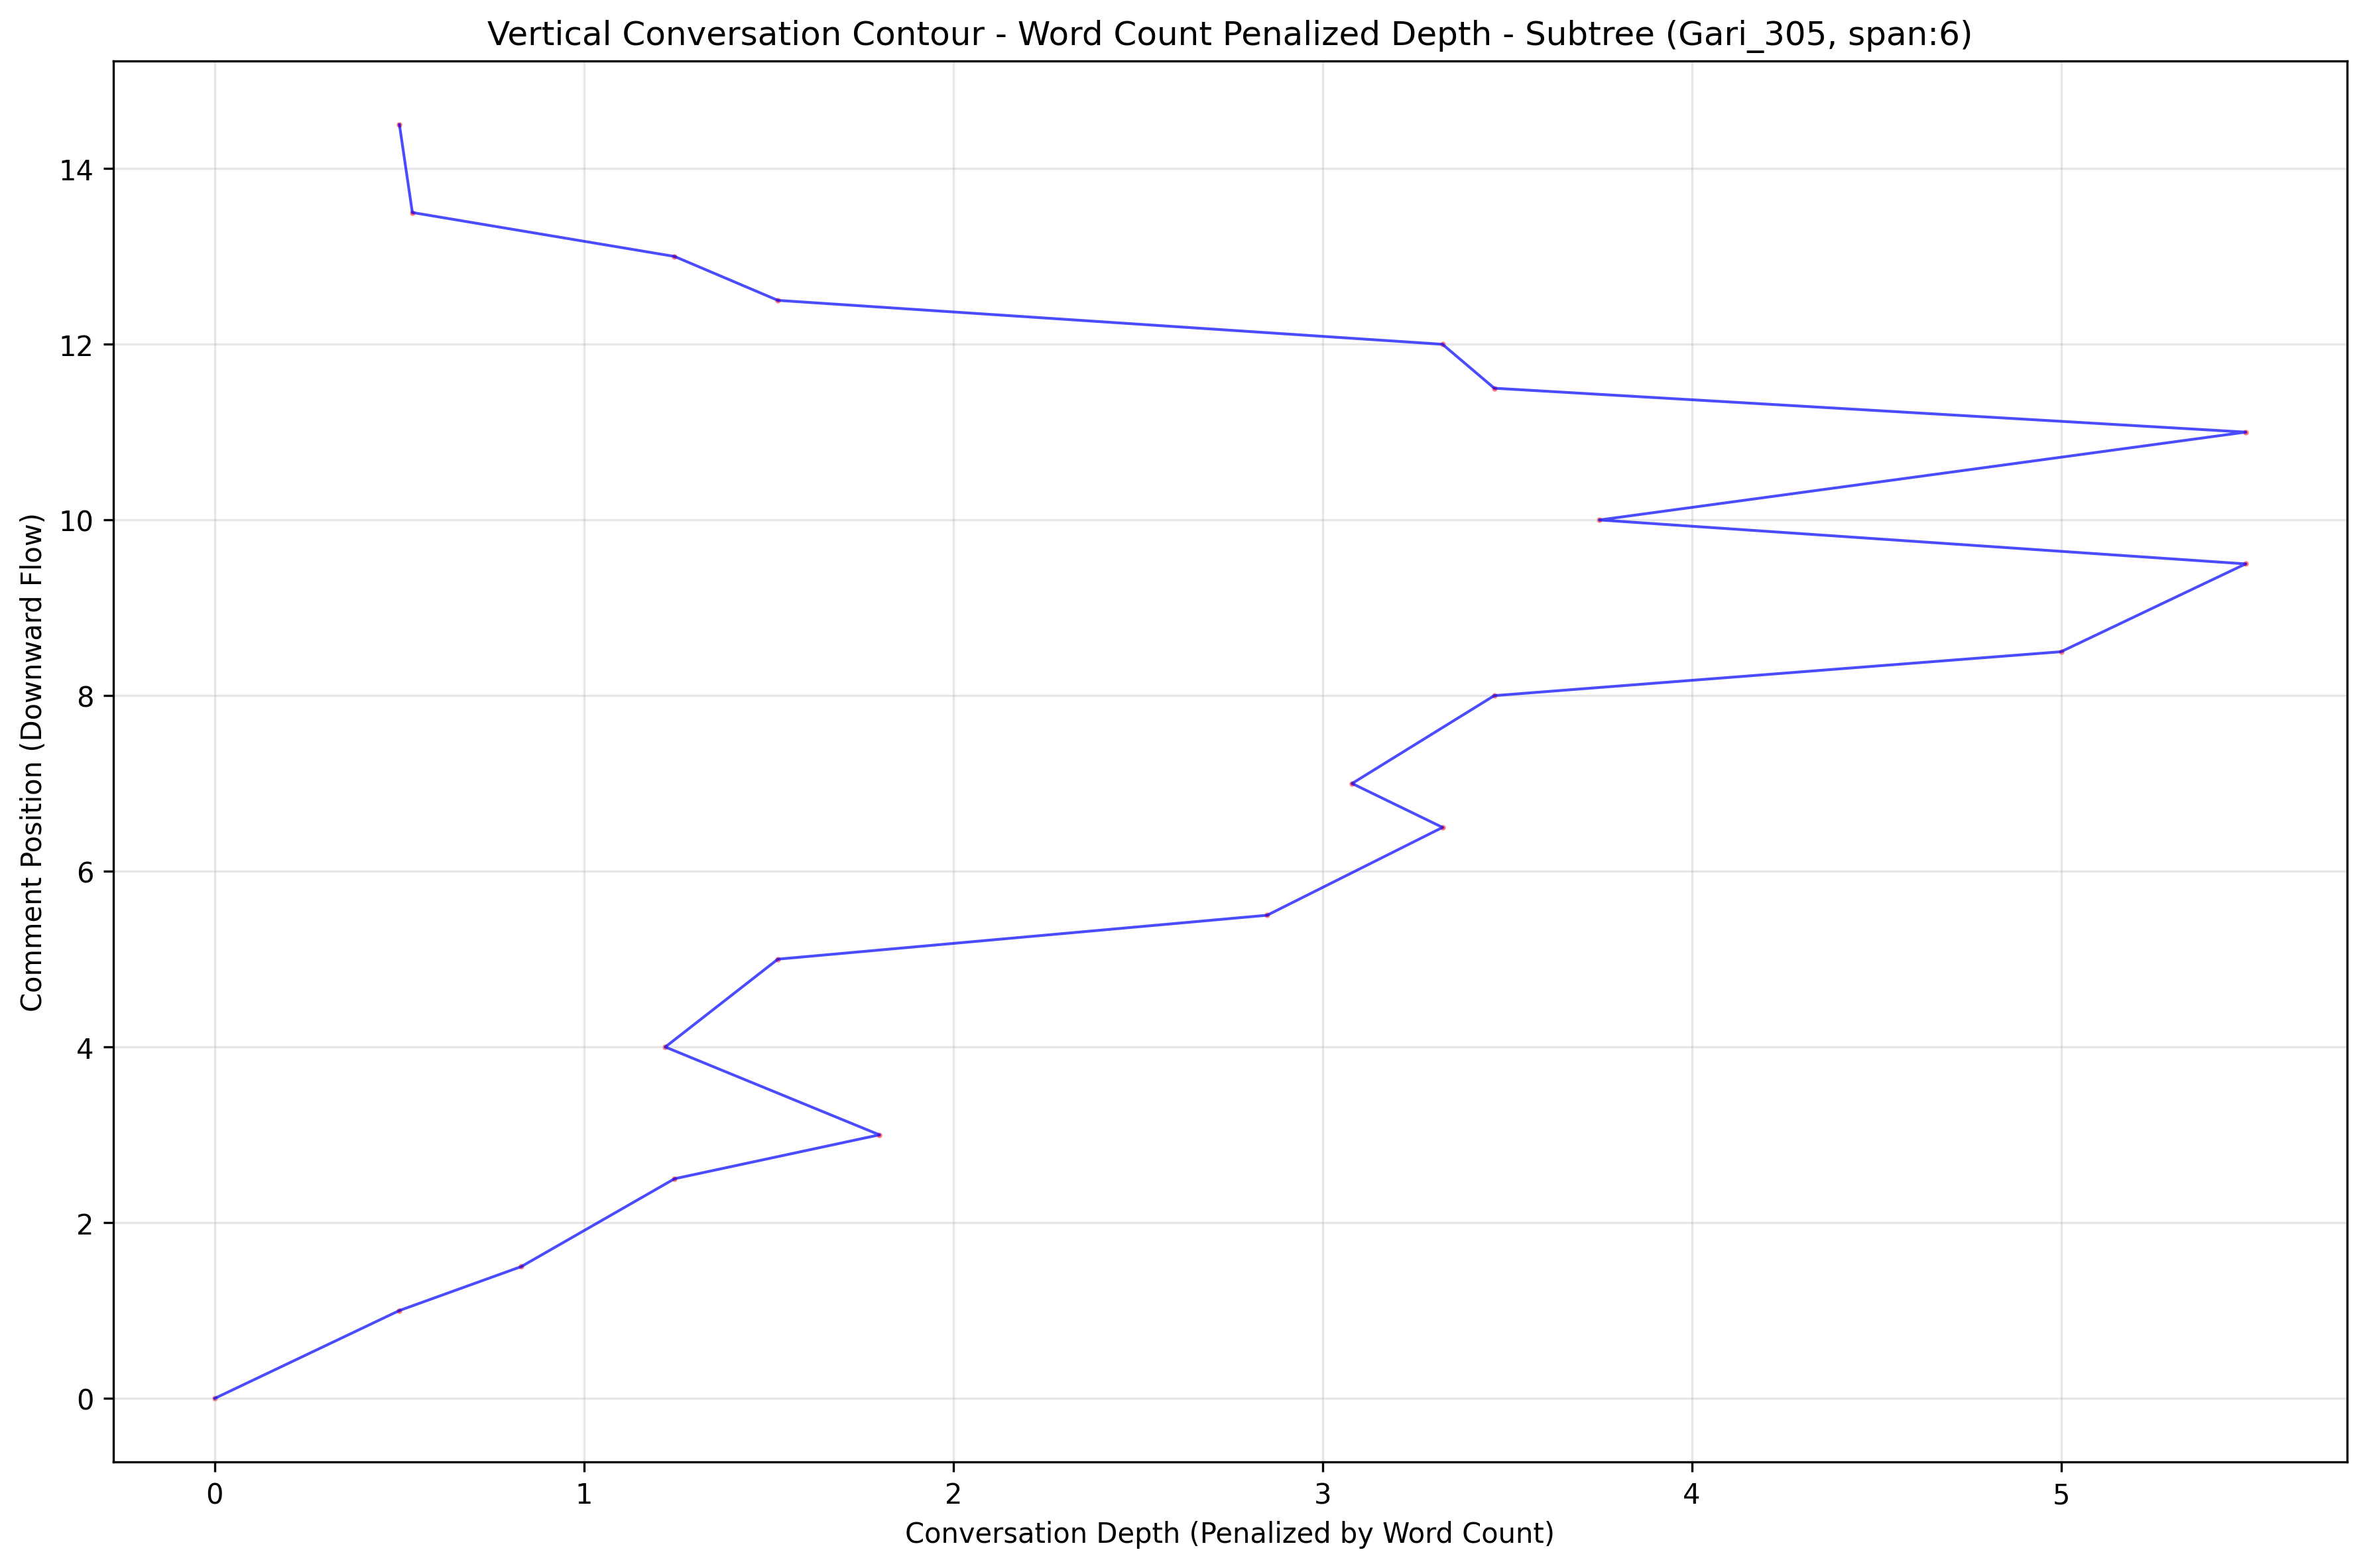 Vertical Conversation Contour - Word Count Penalized Depth - Subtree (Gari_305, span:6)
Comment Position (Downward Flow)
14
12
10
8
6
4
2
0
0 1 2 3 4 5
Conversation Depth (Penalized by Word Count)